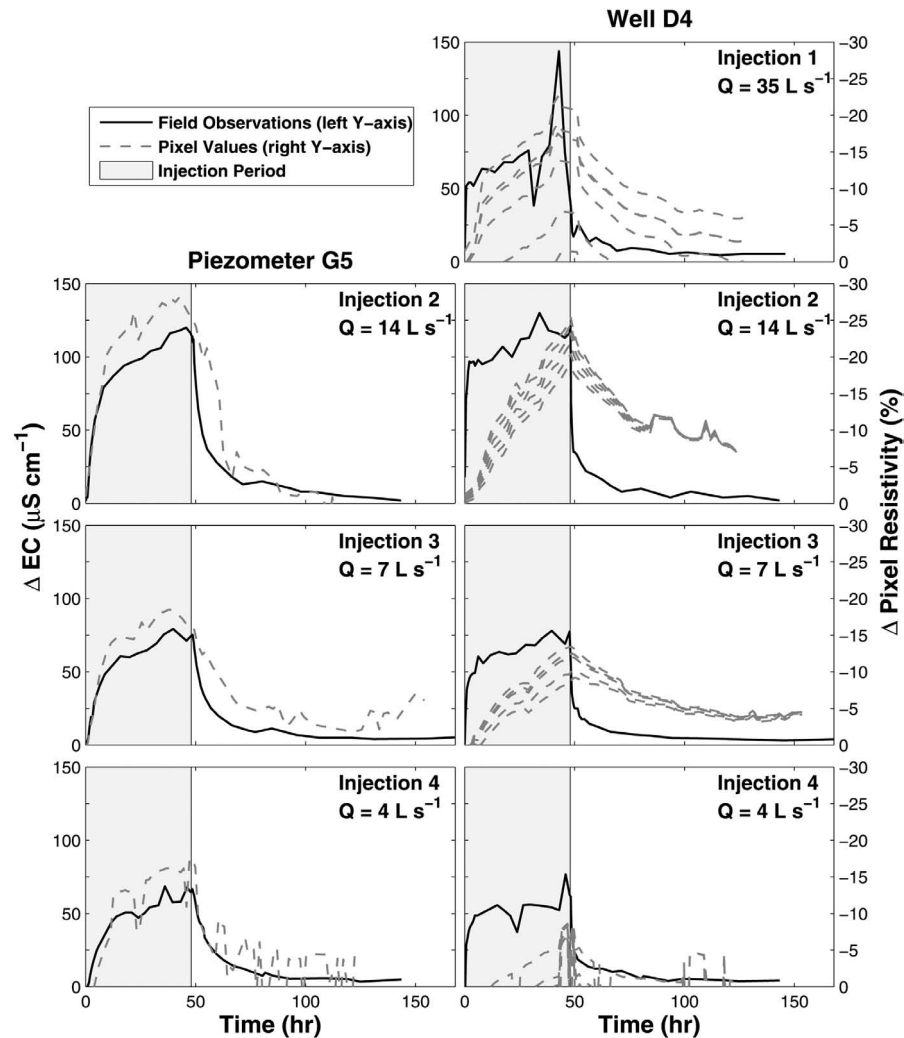 Well D4
Field Observations (left Y−axis)
Pixel Values (right Y−axis)
Injection Period
150
100
50
0
Injection 1
Q = 35 L s⁻¹
−30
−25
−20
−15
−10
−5
0
Piezometer G5
150
100
50
0
Injection 2
Q = 14 L s⁻¹
Injection 2
Q = 14 L s⁻¹
−30
−25
−20
−15
−10
−5
0
Δ EC (μS cm⁻¹)
Δ Pixel Resistivity (%)
150
100
50
0
Injection 3
Q = 7 L s⁻¹
Injection 3
Q = 7 L s⁻¹
−30
−25
−20
−15
−10
−5
0
150
100
50
0
Injection 4
Q = 4 L s⁻¹
Injection 4
Q = 4 L s⁻¹
−30
−25
−20
−15
−10
−5
0
0 50 100 150
0 50 100 150
Time (hr)
Time (hr)